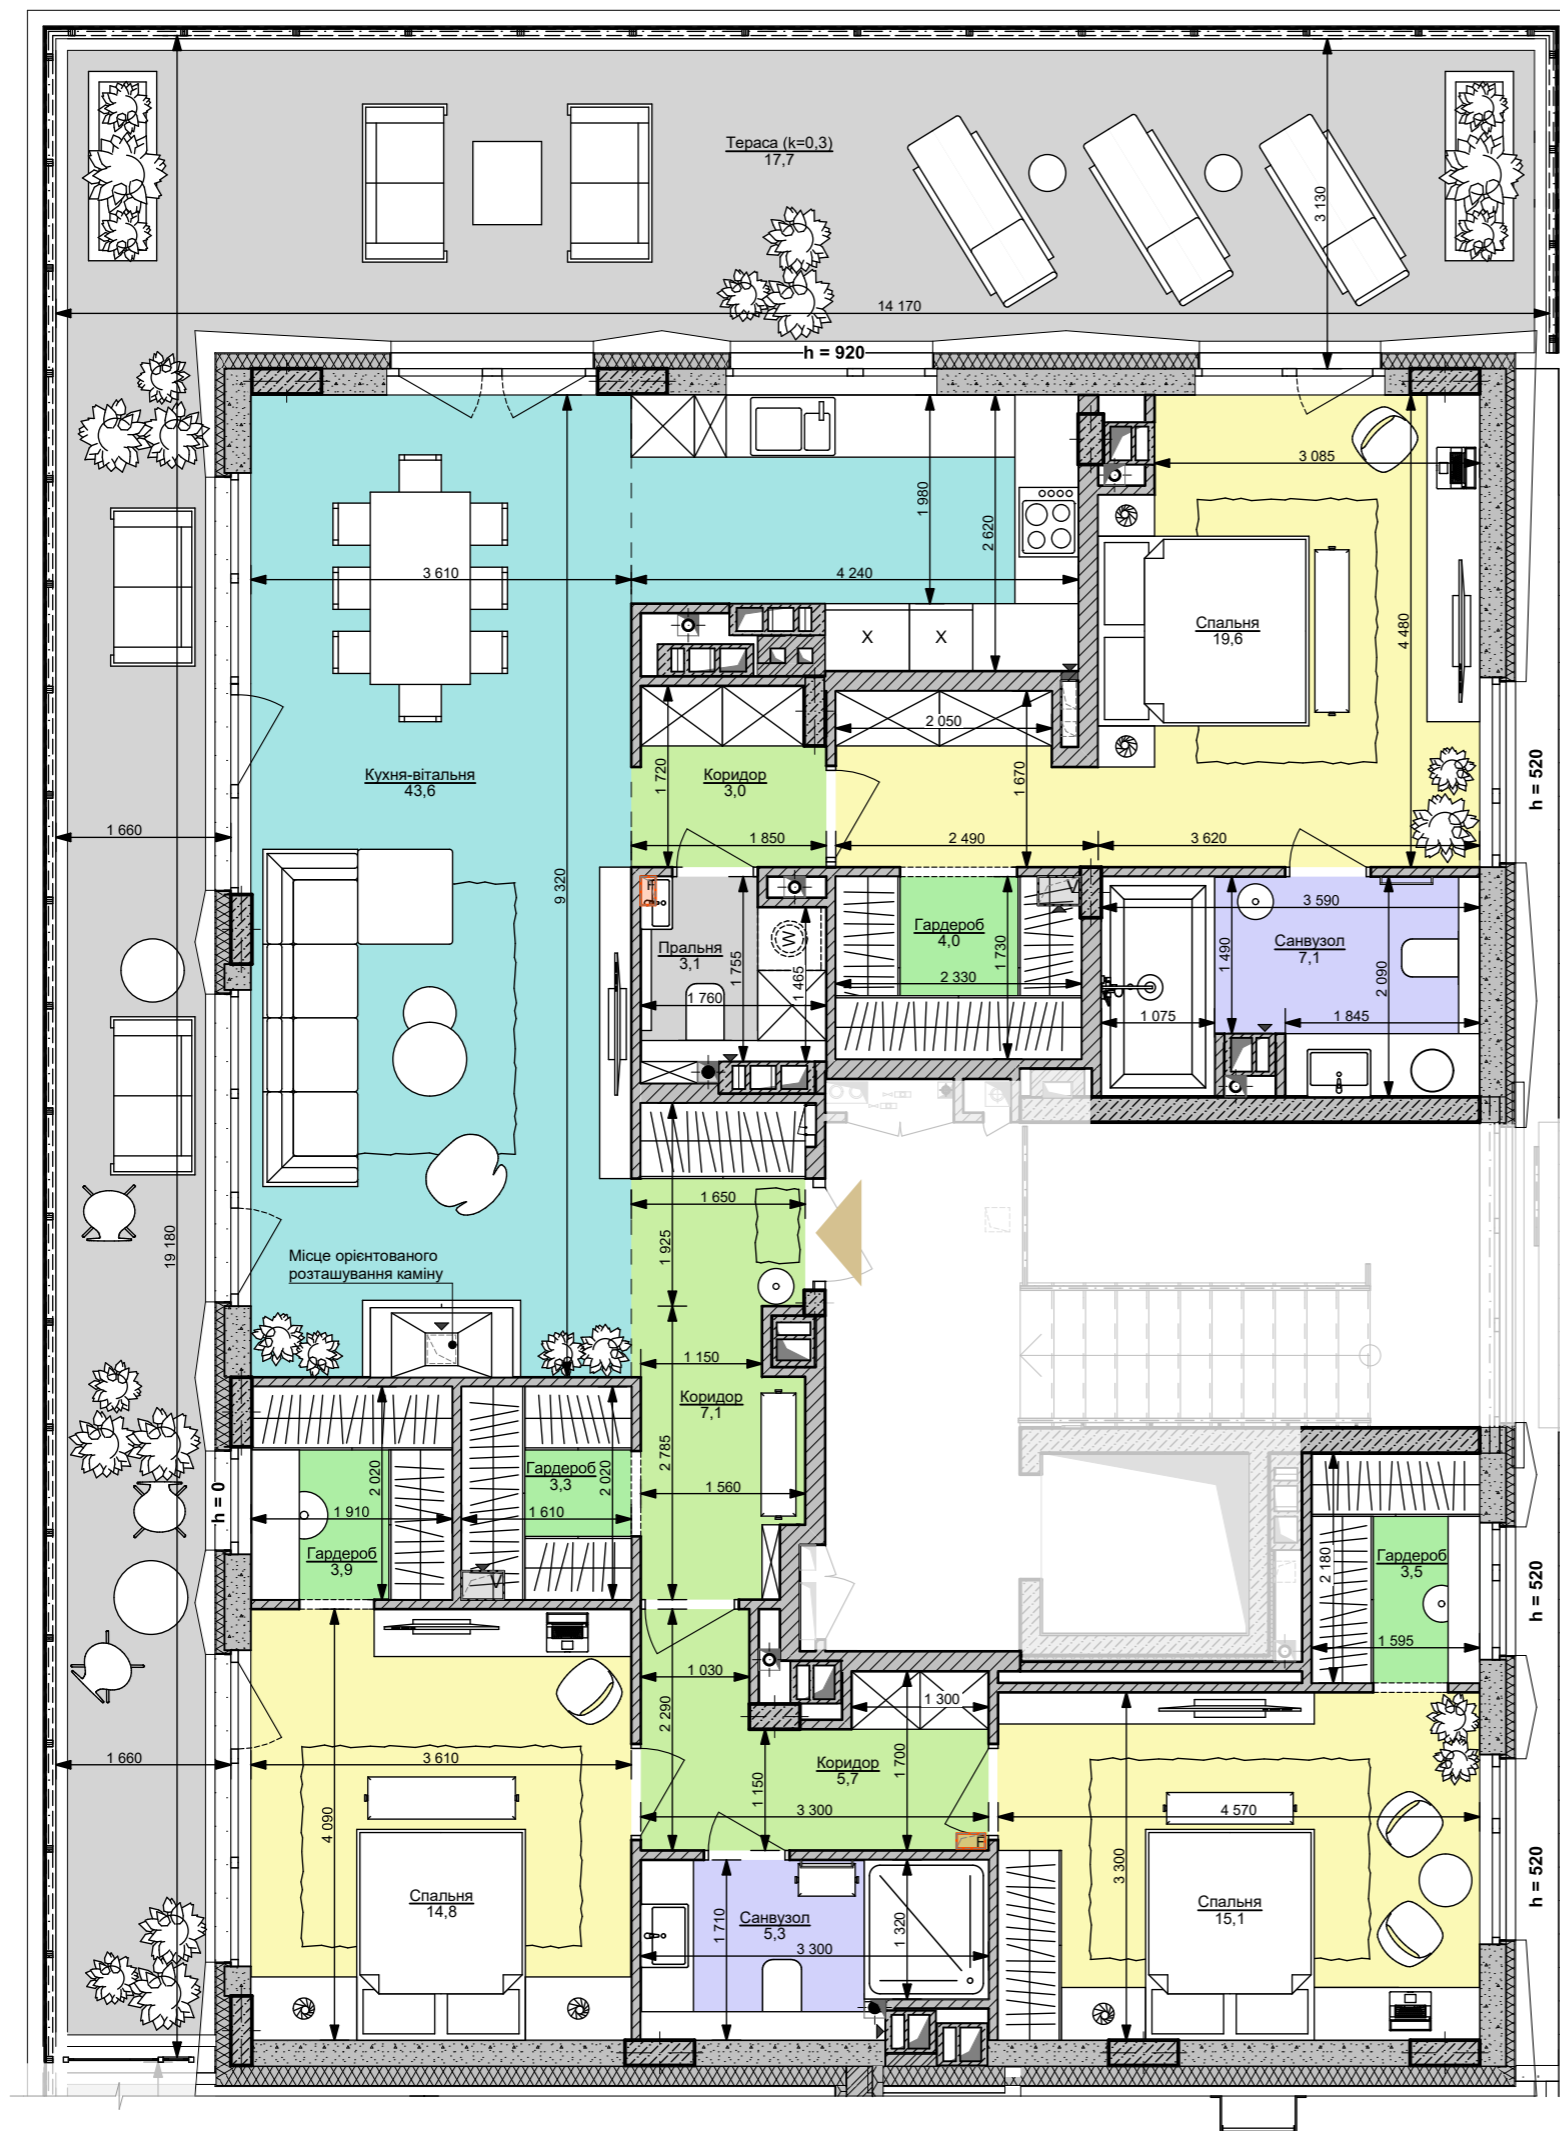 Тераса (k=0,3)
17,7
3 130
14 170
h = 920
3 085
1 980
2 620
3 610
4 240
Спальня
19,6
4 480
X
X
2 050
h = 520
Кухня-вітальня
43,6
Коридор
3,0
1 720
1 670
1 660
1 850
2 490
3 620
9 320
F
V
3 590
Пральня
3,1
W
Гардероб
4,0
Санвузол
7,1
1 755
1 465
1 730
1 490
2 090
1 760
2 330
1 075
1 845
1 650
1 925
19 180
Місце орієнтованого
розташування каміну
1 150
Коридор
7,1
2 785
2 020
Гардероб
3,3
2 020
1 560
h = 0
1 910
1 610
Гардероб
3,9
V
2 180
Гардероб
3,5
h = 520
1 595
1 030
2 290
1 300
1 660
3 610
1 150
1 700
Коридор
5,7
4 090
3 300
4 570
F
3 300
h = 520
Спальня
14,8
1 710
Санвузол
5,3
1 320
Спальня
15,1
3 300